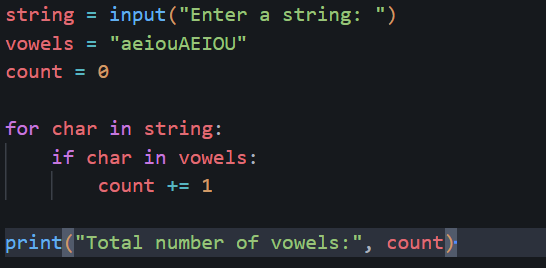 string = input("Enter a string: ")
vowels = "aeiouAEIOU"
count = 0

for char in string:
    if char in vowels:
        count += 1

print("Total number of vowels:", count)